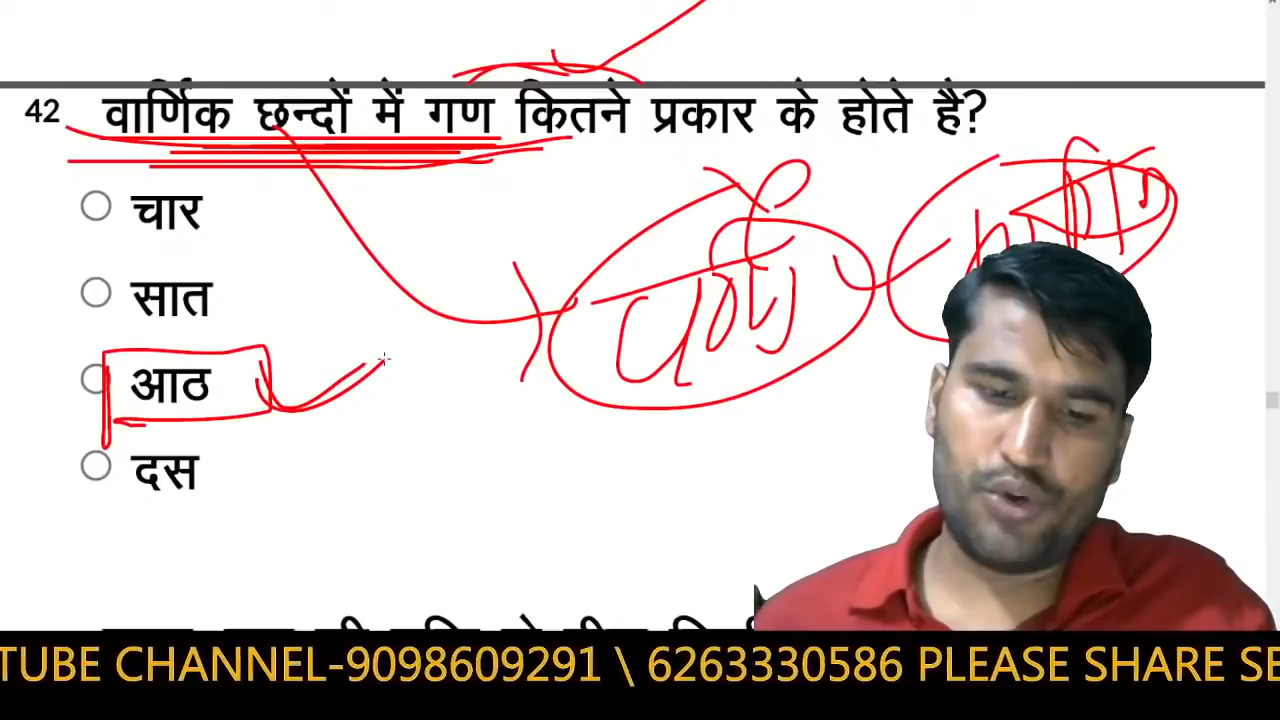 42 वार्णिक छन्दों में गण कितने प्रकार के होते है?
चार
सात
आठ
दस
TUBE CHANNEL-9098609291 \ 6263330586 PLEASE SHARE SE